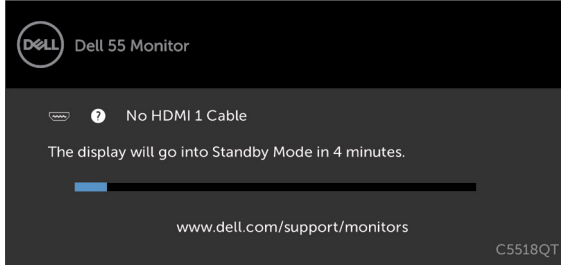 DELL Dell 55 Monitor
? No HDMI 1 Cable
The display will go into Standby Mode in 4 minutes.
www.dell.com/support/monitors
C5518QT